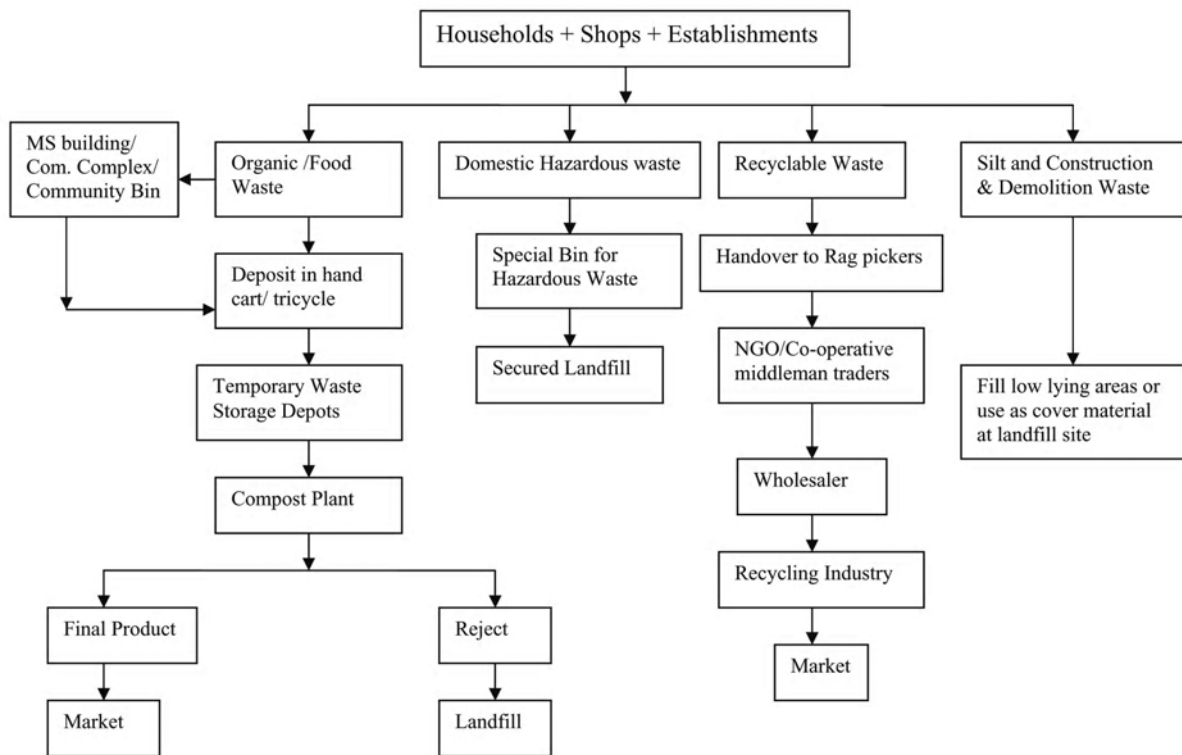 Households + Shops + Establishments
MS building/
Com. Complex/
Community Bin
Organic /Food
Waste
Domestic Hazardous waste
Recyclable Waste
Silt and Construction
& Demolition Waste
Deposit in hand
cart/ tricycle
Special Bin for
Hazardous Waste
Handover to Rag pickers
Temporary Waste
Storage Depots
Secured Landfill
NGO/Co-operative
middleman traders
Fill low lying areas or
use as cover material
at landfill site
Compost Plant
Wholesaler
Recycling Industry
Final Product
Reject
Market
Market
Landfill